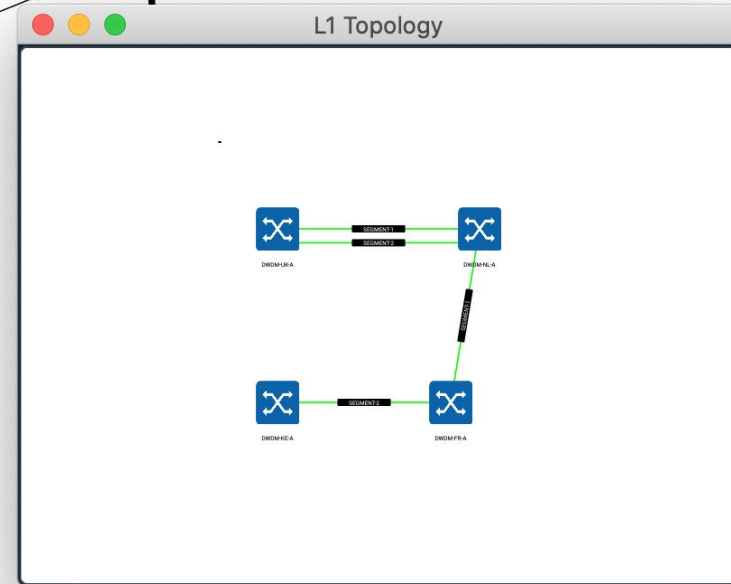 L1 Topology
SEGMENT-1
SEGMENT-2
DWDM-UK-A
DWDM-NL-A
SEGMENT-1
SEGMENT-2
DWDM-KE-A
DWDM-FR-A